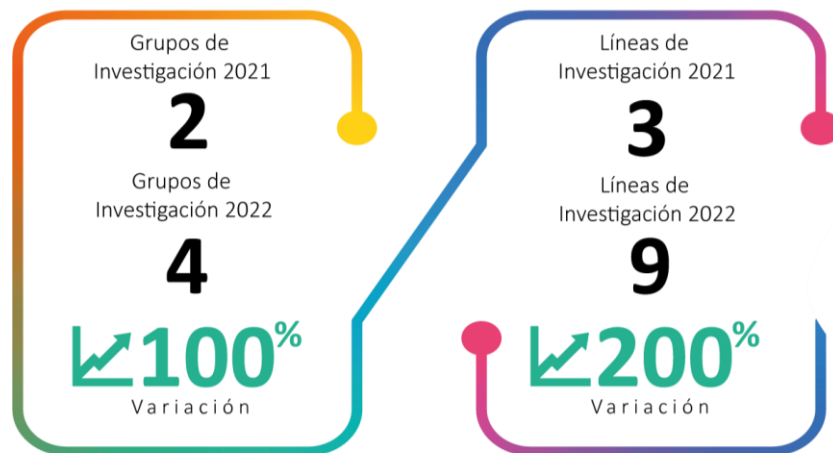 Grupos de
Investigación 2021
2
Grupos de
Investigación 2022
4
100%
Variación
Líneas de
Investigación 2021
3
Líneas de
Investigación 2022
9
200%
Variación